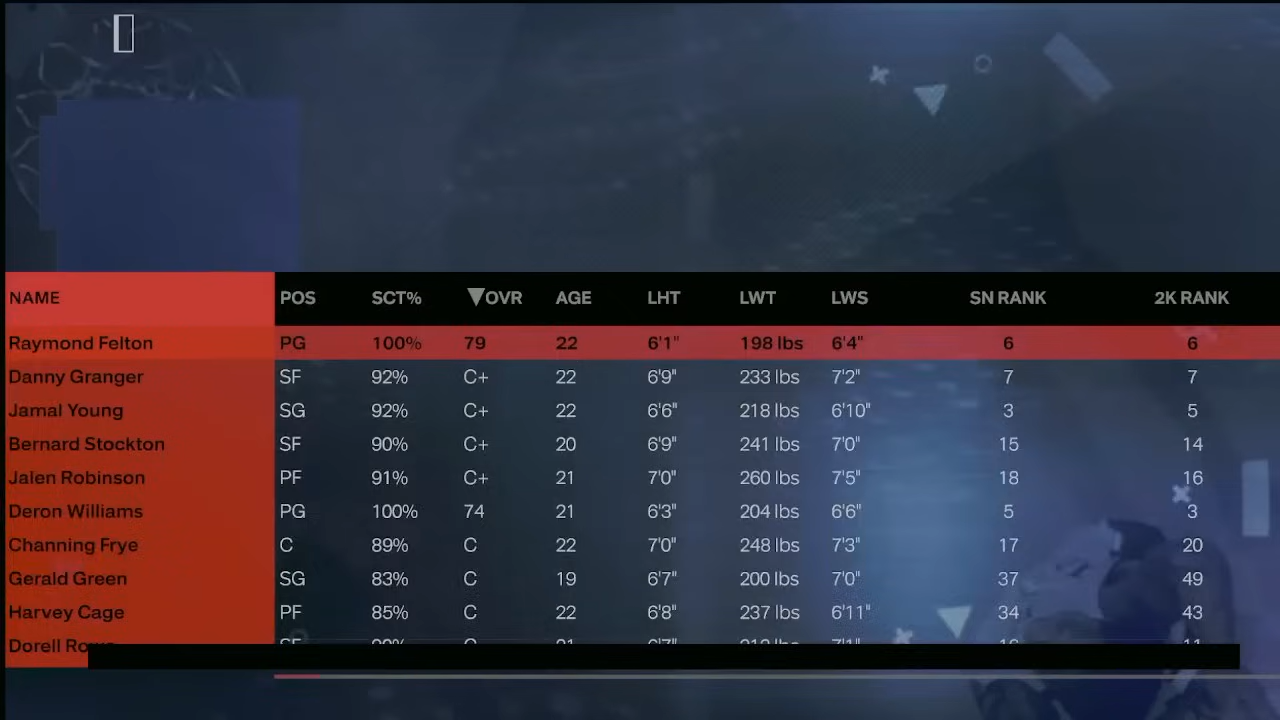 NAME POS SCT% ▼OVR AGE LHT LWT LWS SN RANK 2K RANK
Raymond Felton PG 100% 79 22 6'1" 198 lbs 6'4" 6 6
Danny Granger SF 92% C+ 22 6'9" 233 lbs 7'2" 7 7
Jamal Young SG 92% C+ 22 6'6" 218 lbs 6'10" 3 5
Bernard Stockton SF 90% C+ 20 6'9" 241 lbs 7'0" 15 14
Jalen Robinson PF 91% C+ 21 7'0" 260 lbs 7'5" 18 16
Deron Williams PG 100% 74 21 6'3" 204 lbs 6'6" 5 3
Channing Frye C 89% C 22 7'0" 248 lbs 7'3" 17 20
Gerald Green SG 83% C 19 6'7" 200 lbs 7'0" 37 49
Harvey Cage PF 85% C 22 6'8" 237 lbs 6'11" 34 43
Dorell